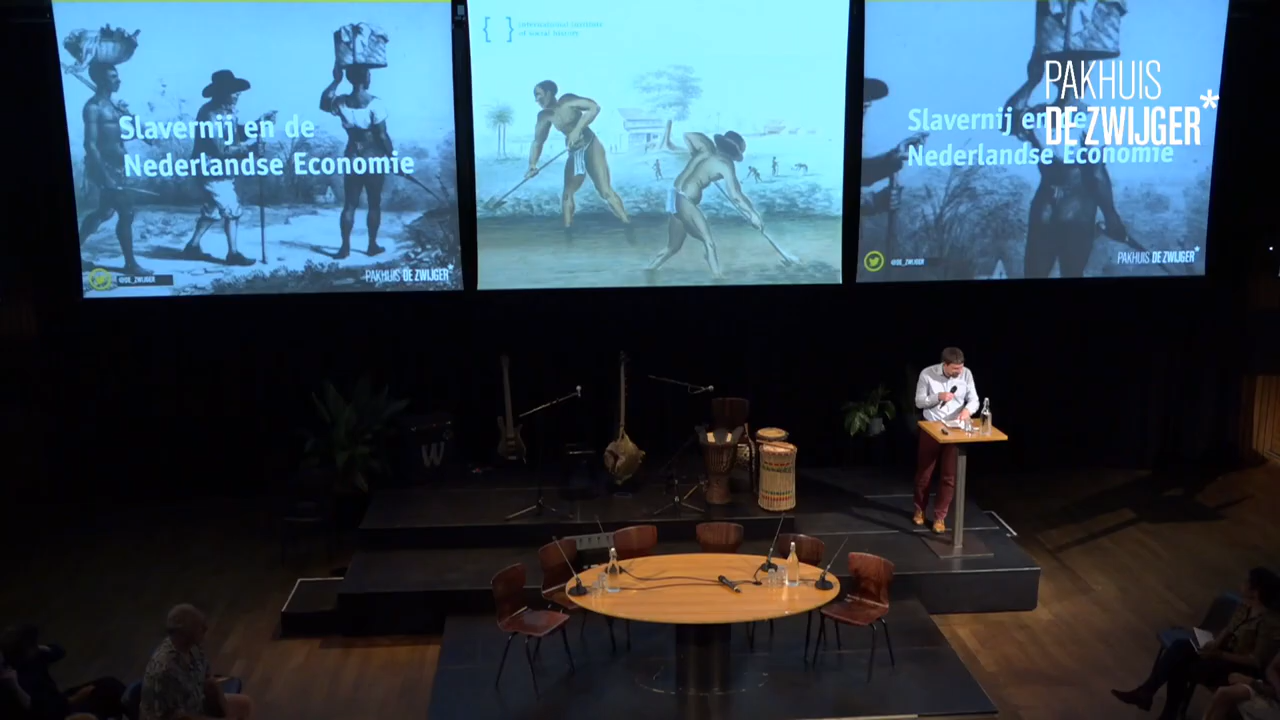 Slavernij en de
Nederlandse Economie
@DE_ZWIJGER
PAKHUIS DE ZWIJGER*
{ } international institute
of social history
Slavernij en de
Nederlandse Economie
@DE_ZWIJGER
PAKHUIS DE ZWIJGER*
PAKHUIS
DE ZWIJGER*
W